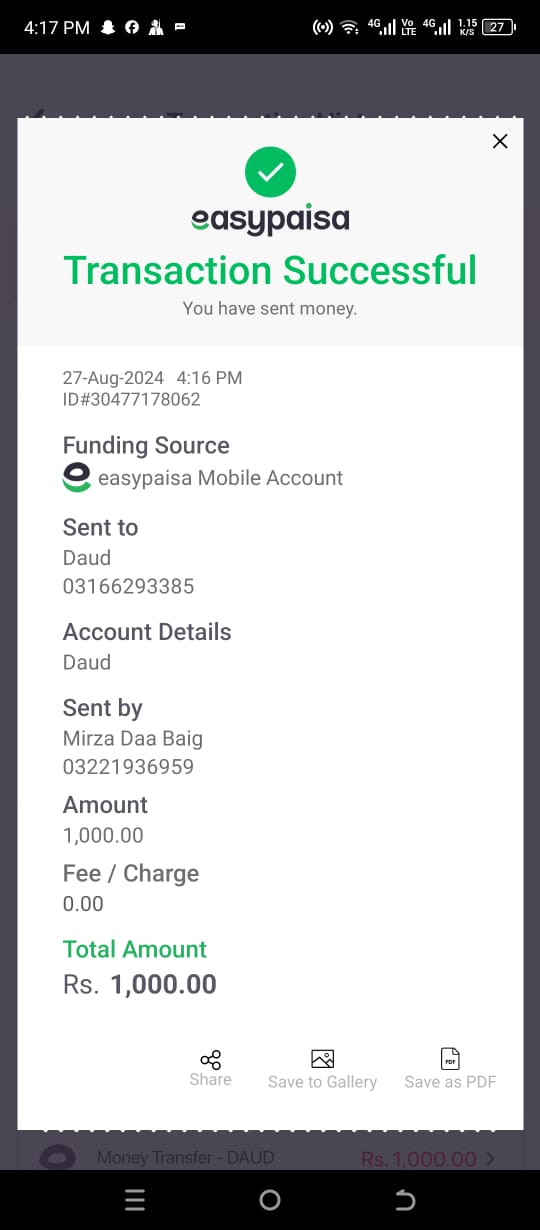 4:17 PM
4G Vo LTE 4G 1.15 K/S 27
easypaisa
Transaction Successful
You have sent money.
27-Aug-2024 4:16 PM
ID#30477178062
Funding Source
easypaisa Mobile Account
Sent to
Daud
03166293385
Account Details
Daud
Sent by
Mirza Daa Baig
03221936959
Amount
1,000.00
Fee / Charge
0.00
Total Amount
Rs. 1,000.00
Share
Save to Gallery
PDF
Save as PDF
Money Transfer - DAUD
Rs. 1,000.00